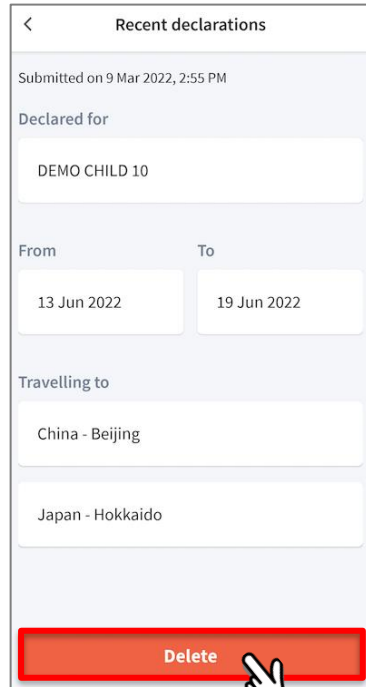 Recent declarations
Submitted on 9 Mar 2022, 2:55 PM
Declared for
DEMO CHILD 10
From To
13 Jun 2022 19 Jun 2022
Travelling to
China - Beijing
Japan - Hokkaido
Delete